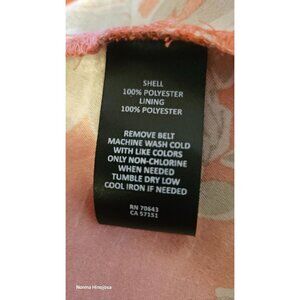 SHELL
100% POLYESTER
LINING
100% POLYESTER
REMOVE BELT
MACHINE WASH COLD
WITH LIKE COLORS
ONLY NON-CHLORINE
WHEN NEEDED
TUMBLE DRY LOW
COOL IRON IF NEEDED
RN 70643
CA 57151
Norma Hinojosa